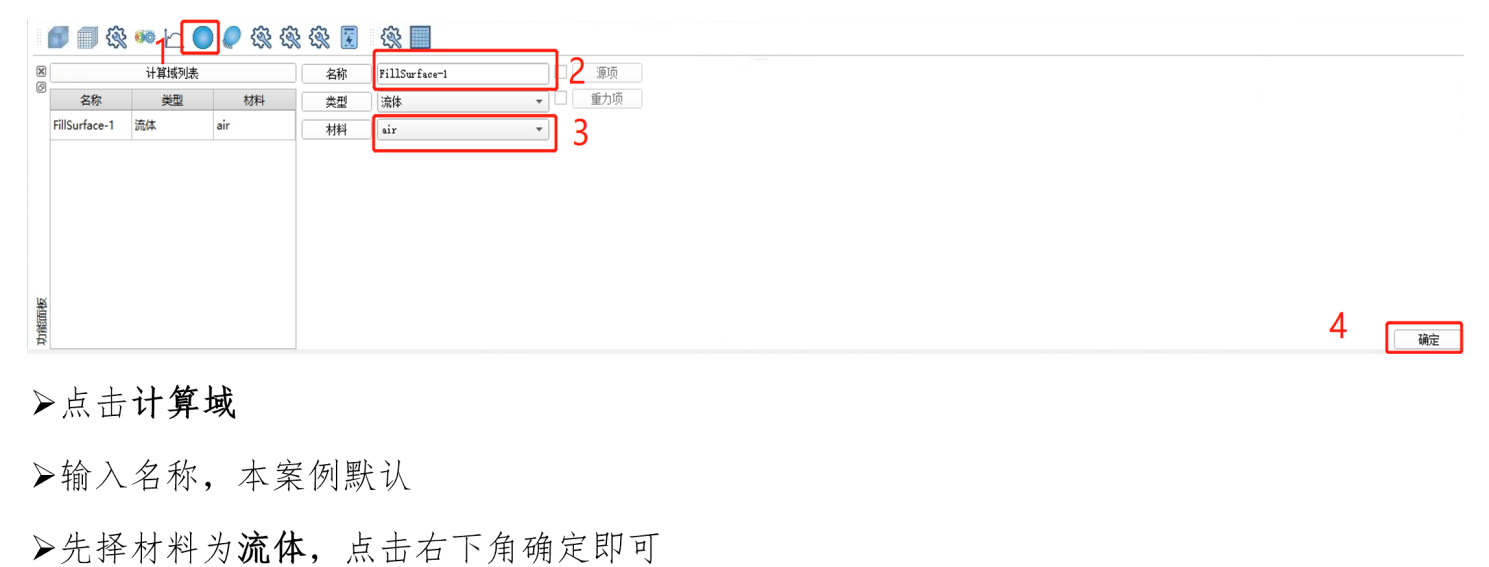 1
计算域列表
名称 类型 材料
FillSurface-1 流体 air
名称 FillSurface-1 2 源项
类型 流体 重力项
材料 air 3
功能面板
4
确定
➢点击计算域
➢输入名称，本案例默认
➢先择材料为流体，点击右下角确定即可